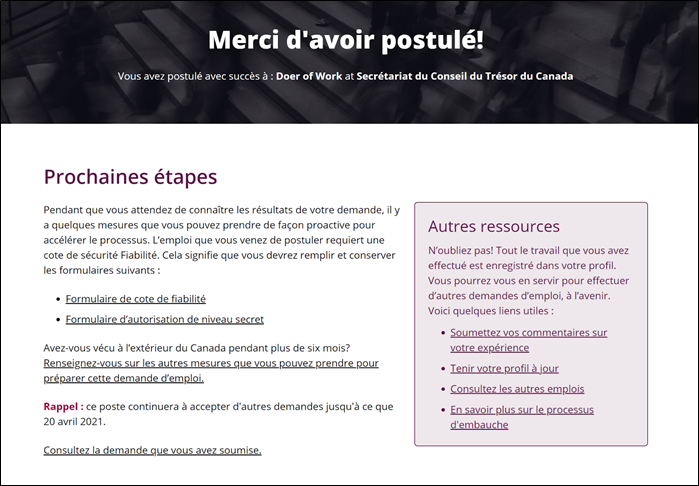 Merci d'avoir postulé!
Vous avez postulé avec succès à : Doer of Work at Secrétariat du Conseil du Trésor du Canada
Prochaines étapes
Pendant que vous attendez de connaître les résultats de votre demande, il y
a quelques mesures que vous pouvez prendre de façon proactive pour
accélérer le processus. L'emploi que vous venez de postuler requiert une
cote de sécurité Fiabilité. Cela signifie que vous devrez remplir et conserver
les formulaires suivants :
Formulaire de cote de fiabilité
Formulaire d'autorisation de niveau secret
Avez-vous vécu à l'extérieur du Canada pendant plus de six mois?
Renseignez-vous sur les autres mesures que vous pouvez prendre pour
préparer cette demande d'emploi.
Rappel : ce poste continuera à accepter d'autres demandes jusqu'à ce que
20 avril 2021.
Consultez la demande que vous avez soumise.
Autres ressources
N'oubliez pas! Tout le travail que vous avez
effectué est enregistré dans votre profil.
Vous pourrez vous en servir pour effectuer
d'autres demandes d'emploi, à l'avenir.
Voici quelques liens utiles :
Soumettez vos commentaires sur
votre expérience
Tenir votre profil à jour
Consultez les autres emplois
En savoir plus sur le processus
d'embauche